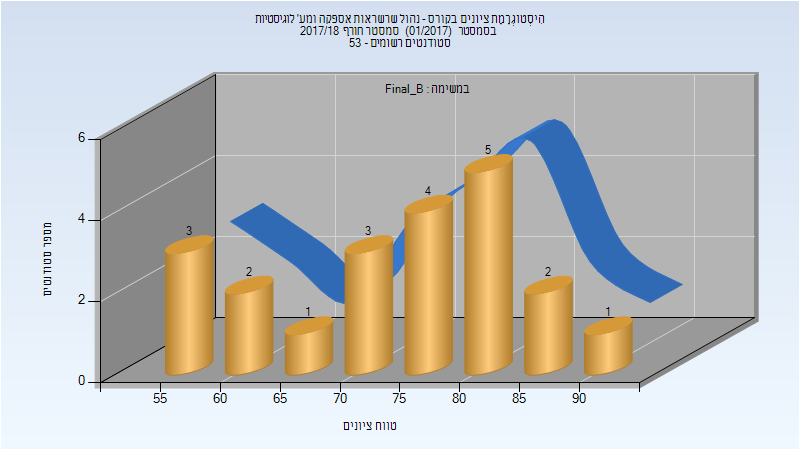 היסטוגרמת ציונים בקורס - נהול שרשראות אספקה ומע' לוגיסטיות
בסמסטר (01/2017) סמסטר חורף 2017/18
סטודנטים רשומים - 53
במשימה : Final_B
6
4
2
0
מספר סטודנטים
3
2
1
3
4
5
2
1
55 60 65 70 75 80 85 90
טווח ציונים